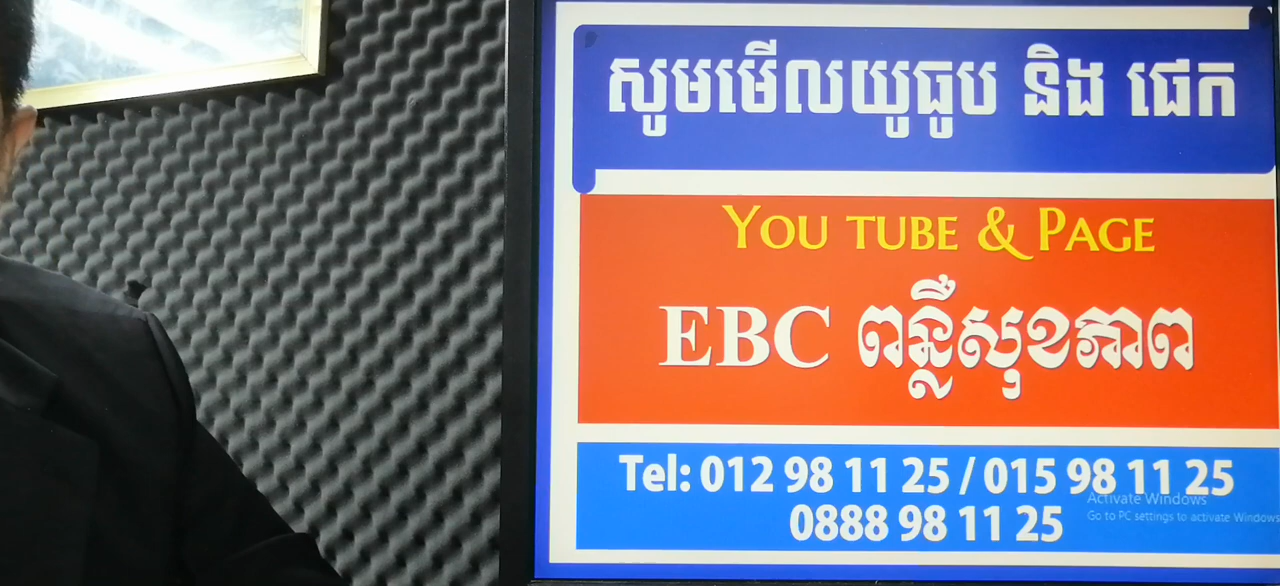 សូមមើលយូធូប និង ផេក
YOU TUBE & PAGE
EBC ពន្លឺសុខភាព
Tel: 012 98 11 25 / 015 98 11 25
0888 98 11 25
Activate Windows
Go to PC settings to activate Windows